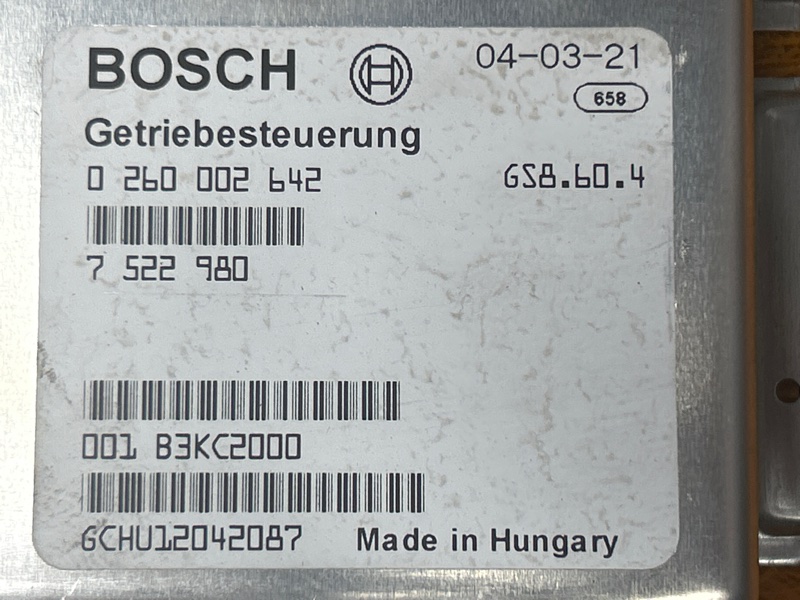 BOSCH
04-03-21
658
Getriebesteuerung
0 260 002 642
GS8.60.4
7 522 980
001 B3KC2000
6CHU12042087
Made in Hungary